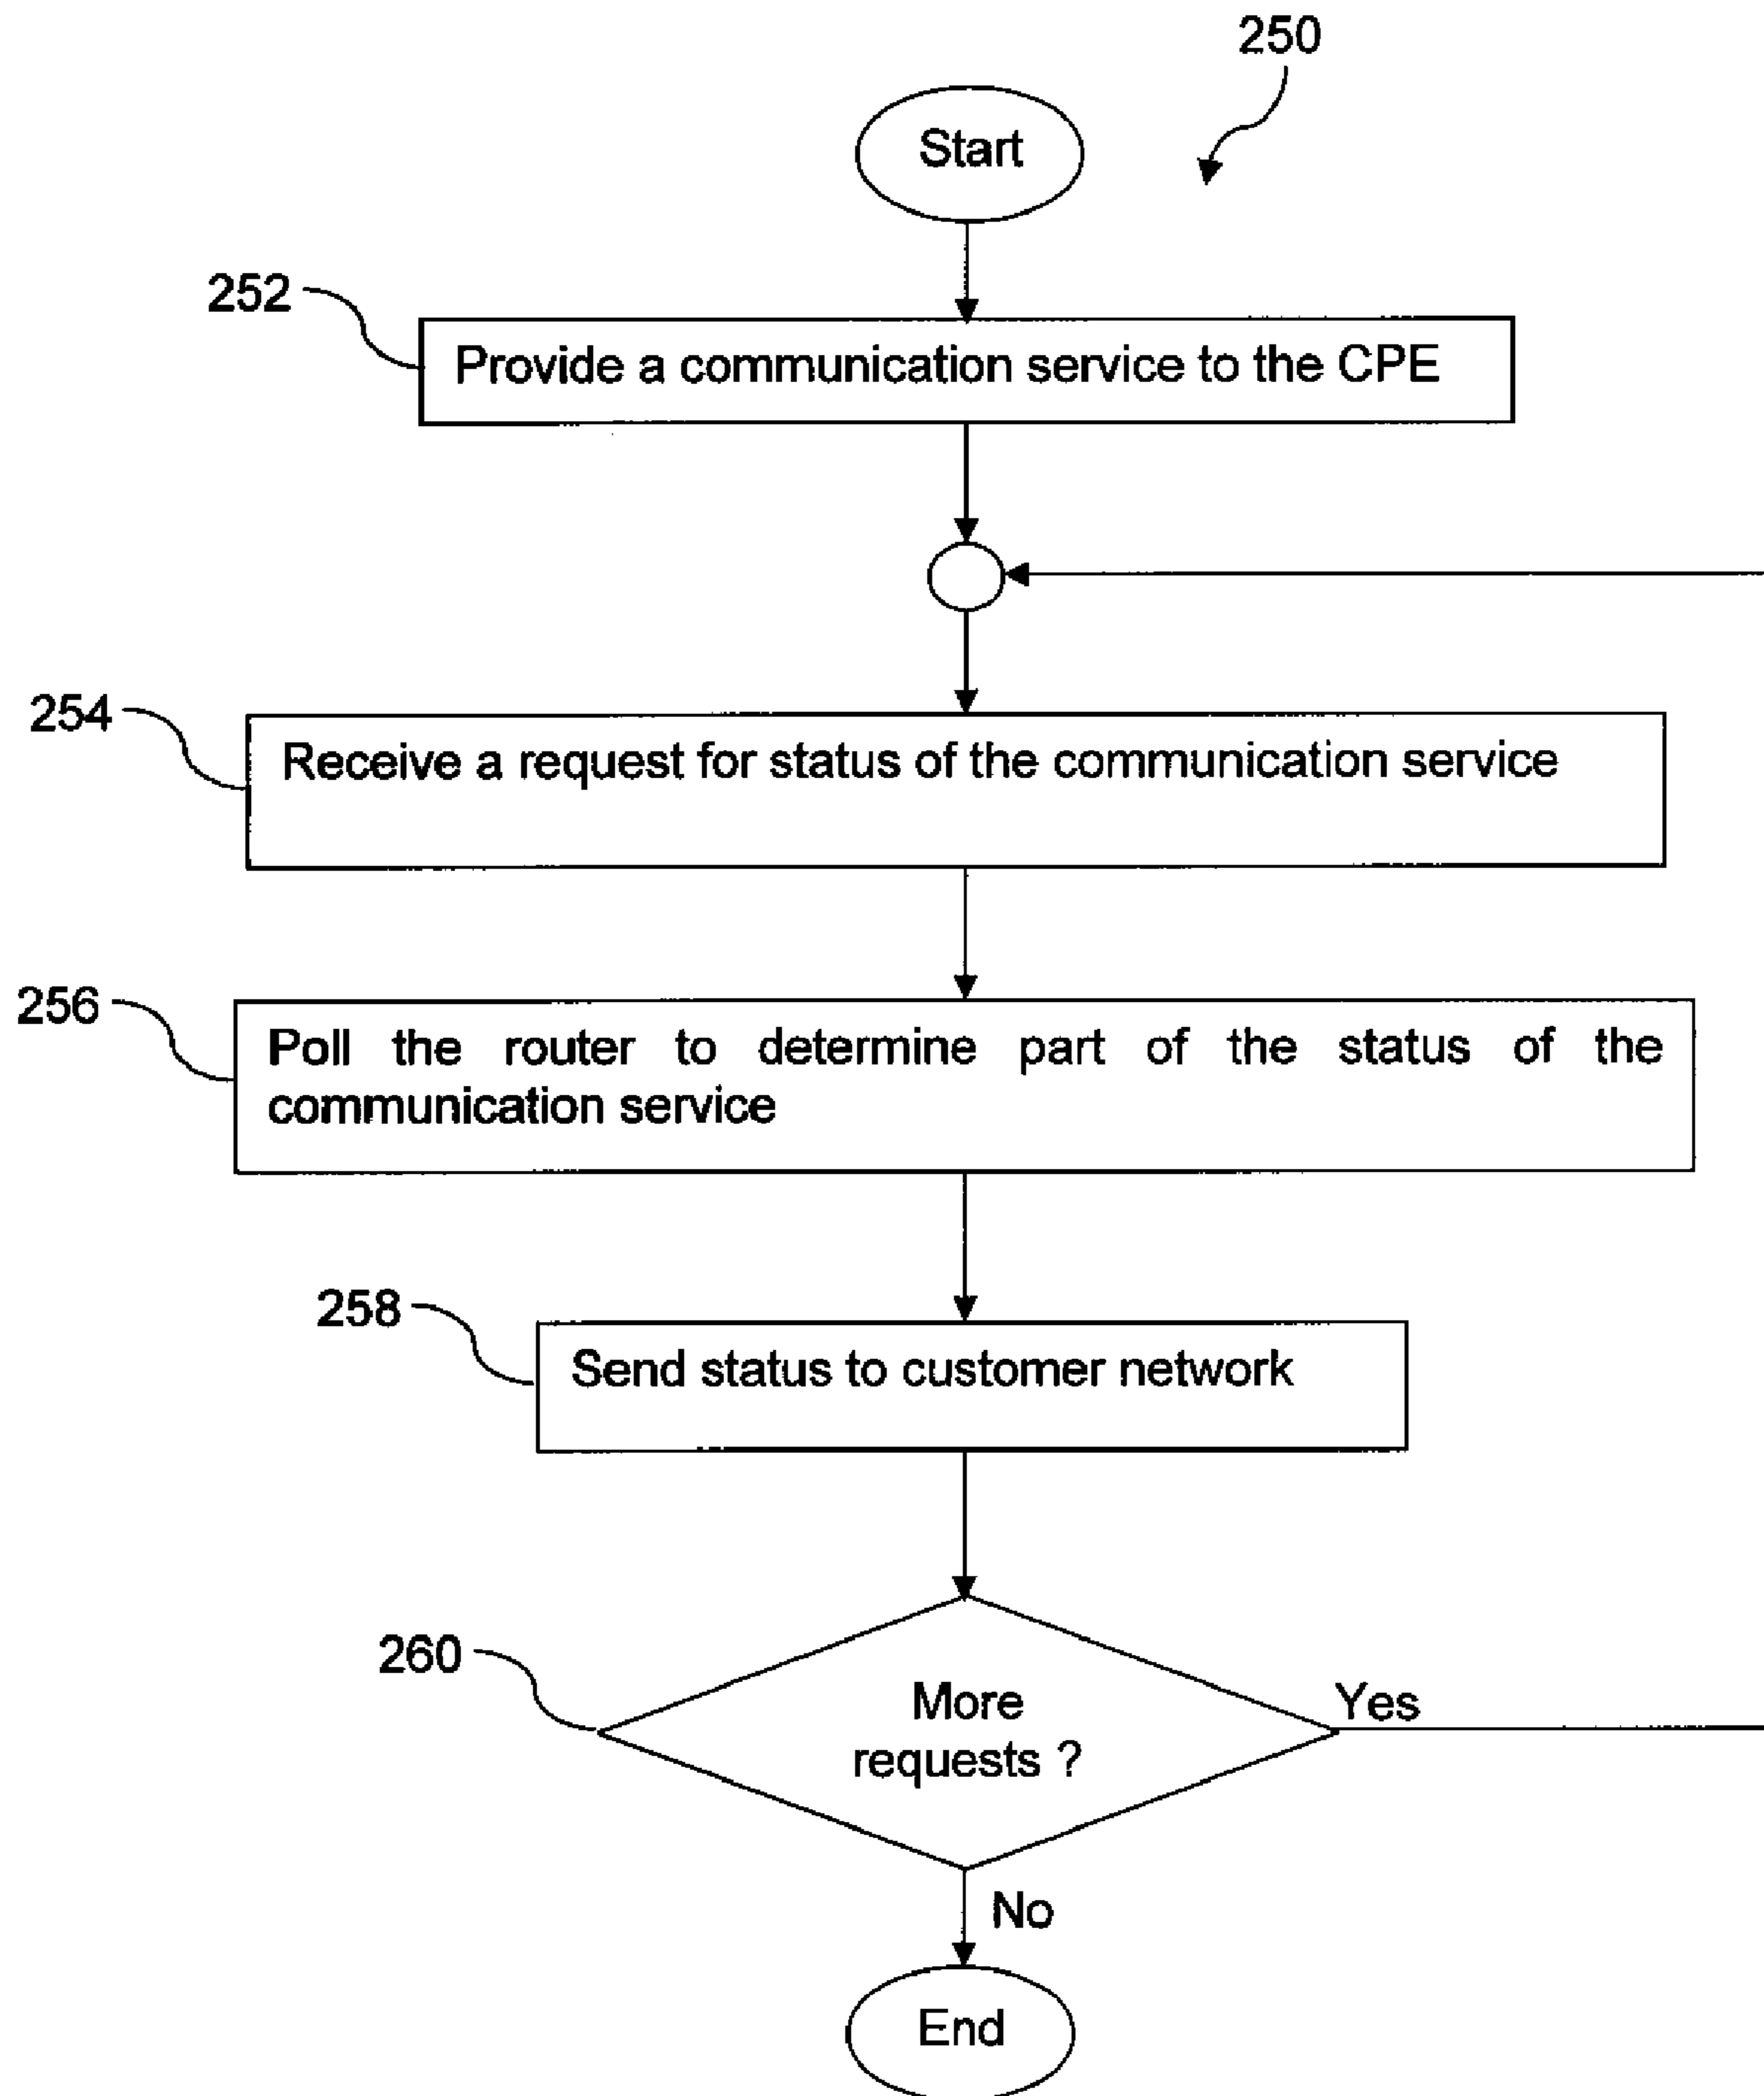 250
Start
252
Provide a communication service to the CPE
254
Receive a request for status of the communication service
256
Poll the router to determine part of the status of the
communication service
258
Send status to customer network
260
More
requests ?
Yes
No
End